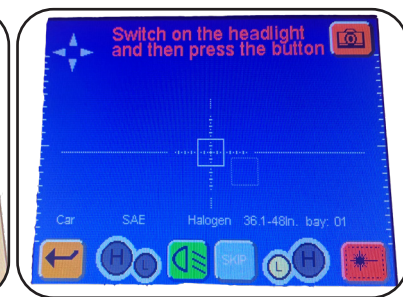 Switch on the headlight
and then press the button
Car SAE Halogen 36.1-48In. bay: 01
H L SKIP L H